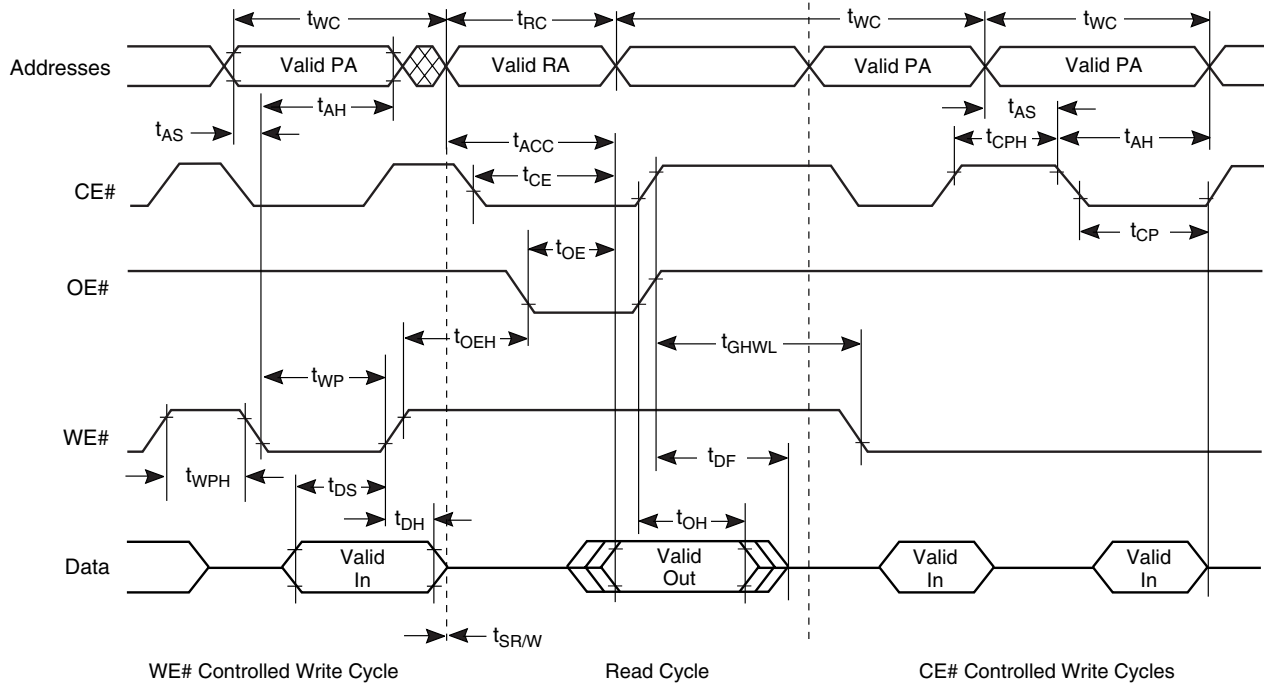 tWC tRC tWC tWC
Addresses Valid PA Valid RA Valid PA Valid PA
tAS tAH tACC tAS
tCPH tAH
CE# tCE tCP
OE# tOE
tOEH tGHWL
tWP
WE#
tWPH tDS tDF
tDH tOH
Data Valid In Valid Out Valid In Valid In
tSR/W
WE# Controlled Write Cycle Read Cycle CE# Controlled Write Cycles